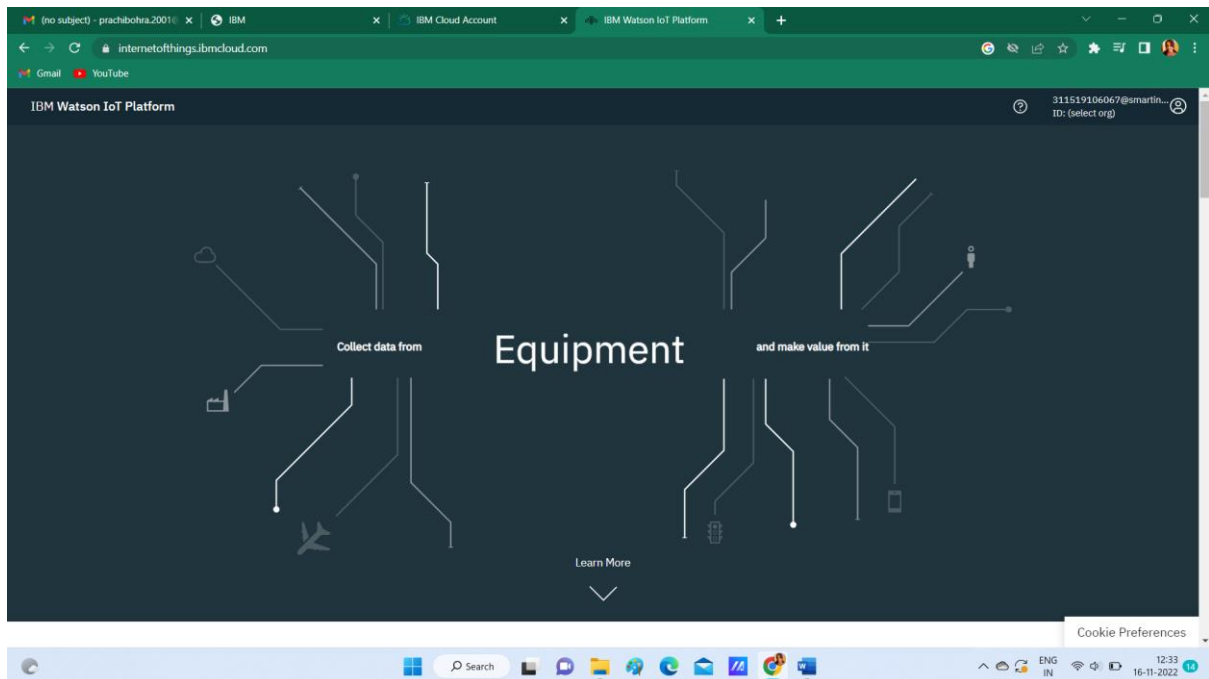 (no subject) - prachibohra.2001@
IBM
IBM Cloud Account
IBM Watson IoT Platform
internetofthings.ibmcloud.com
Gmail
YouTube
IBM Watson IoT Platform
311519106067@smartin...
ID: (select org)
Collect data from
Equipment
and make value from it
Learn More
Cookie Preferences
Search
ENG
IN
12:33
16-11-2022
14